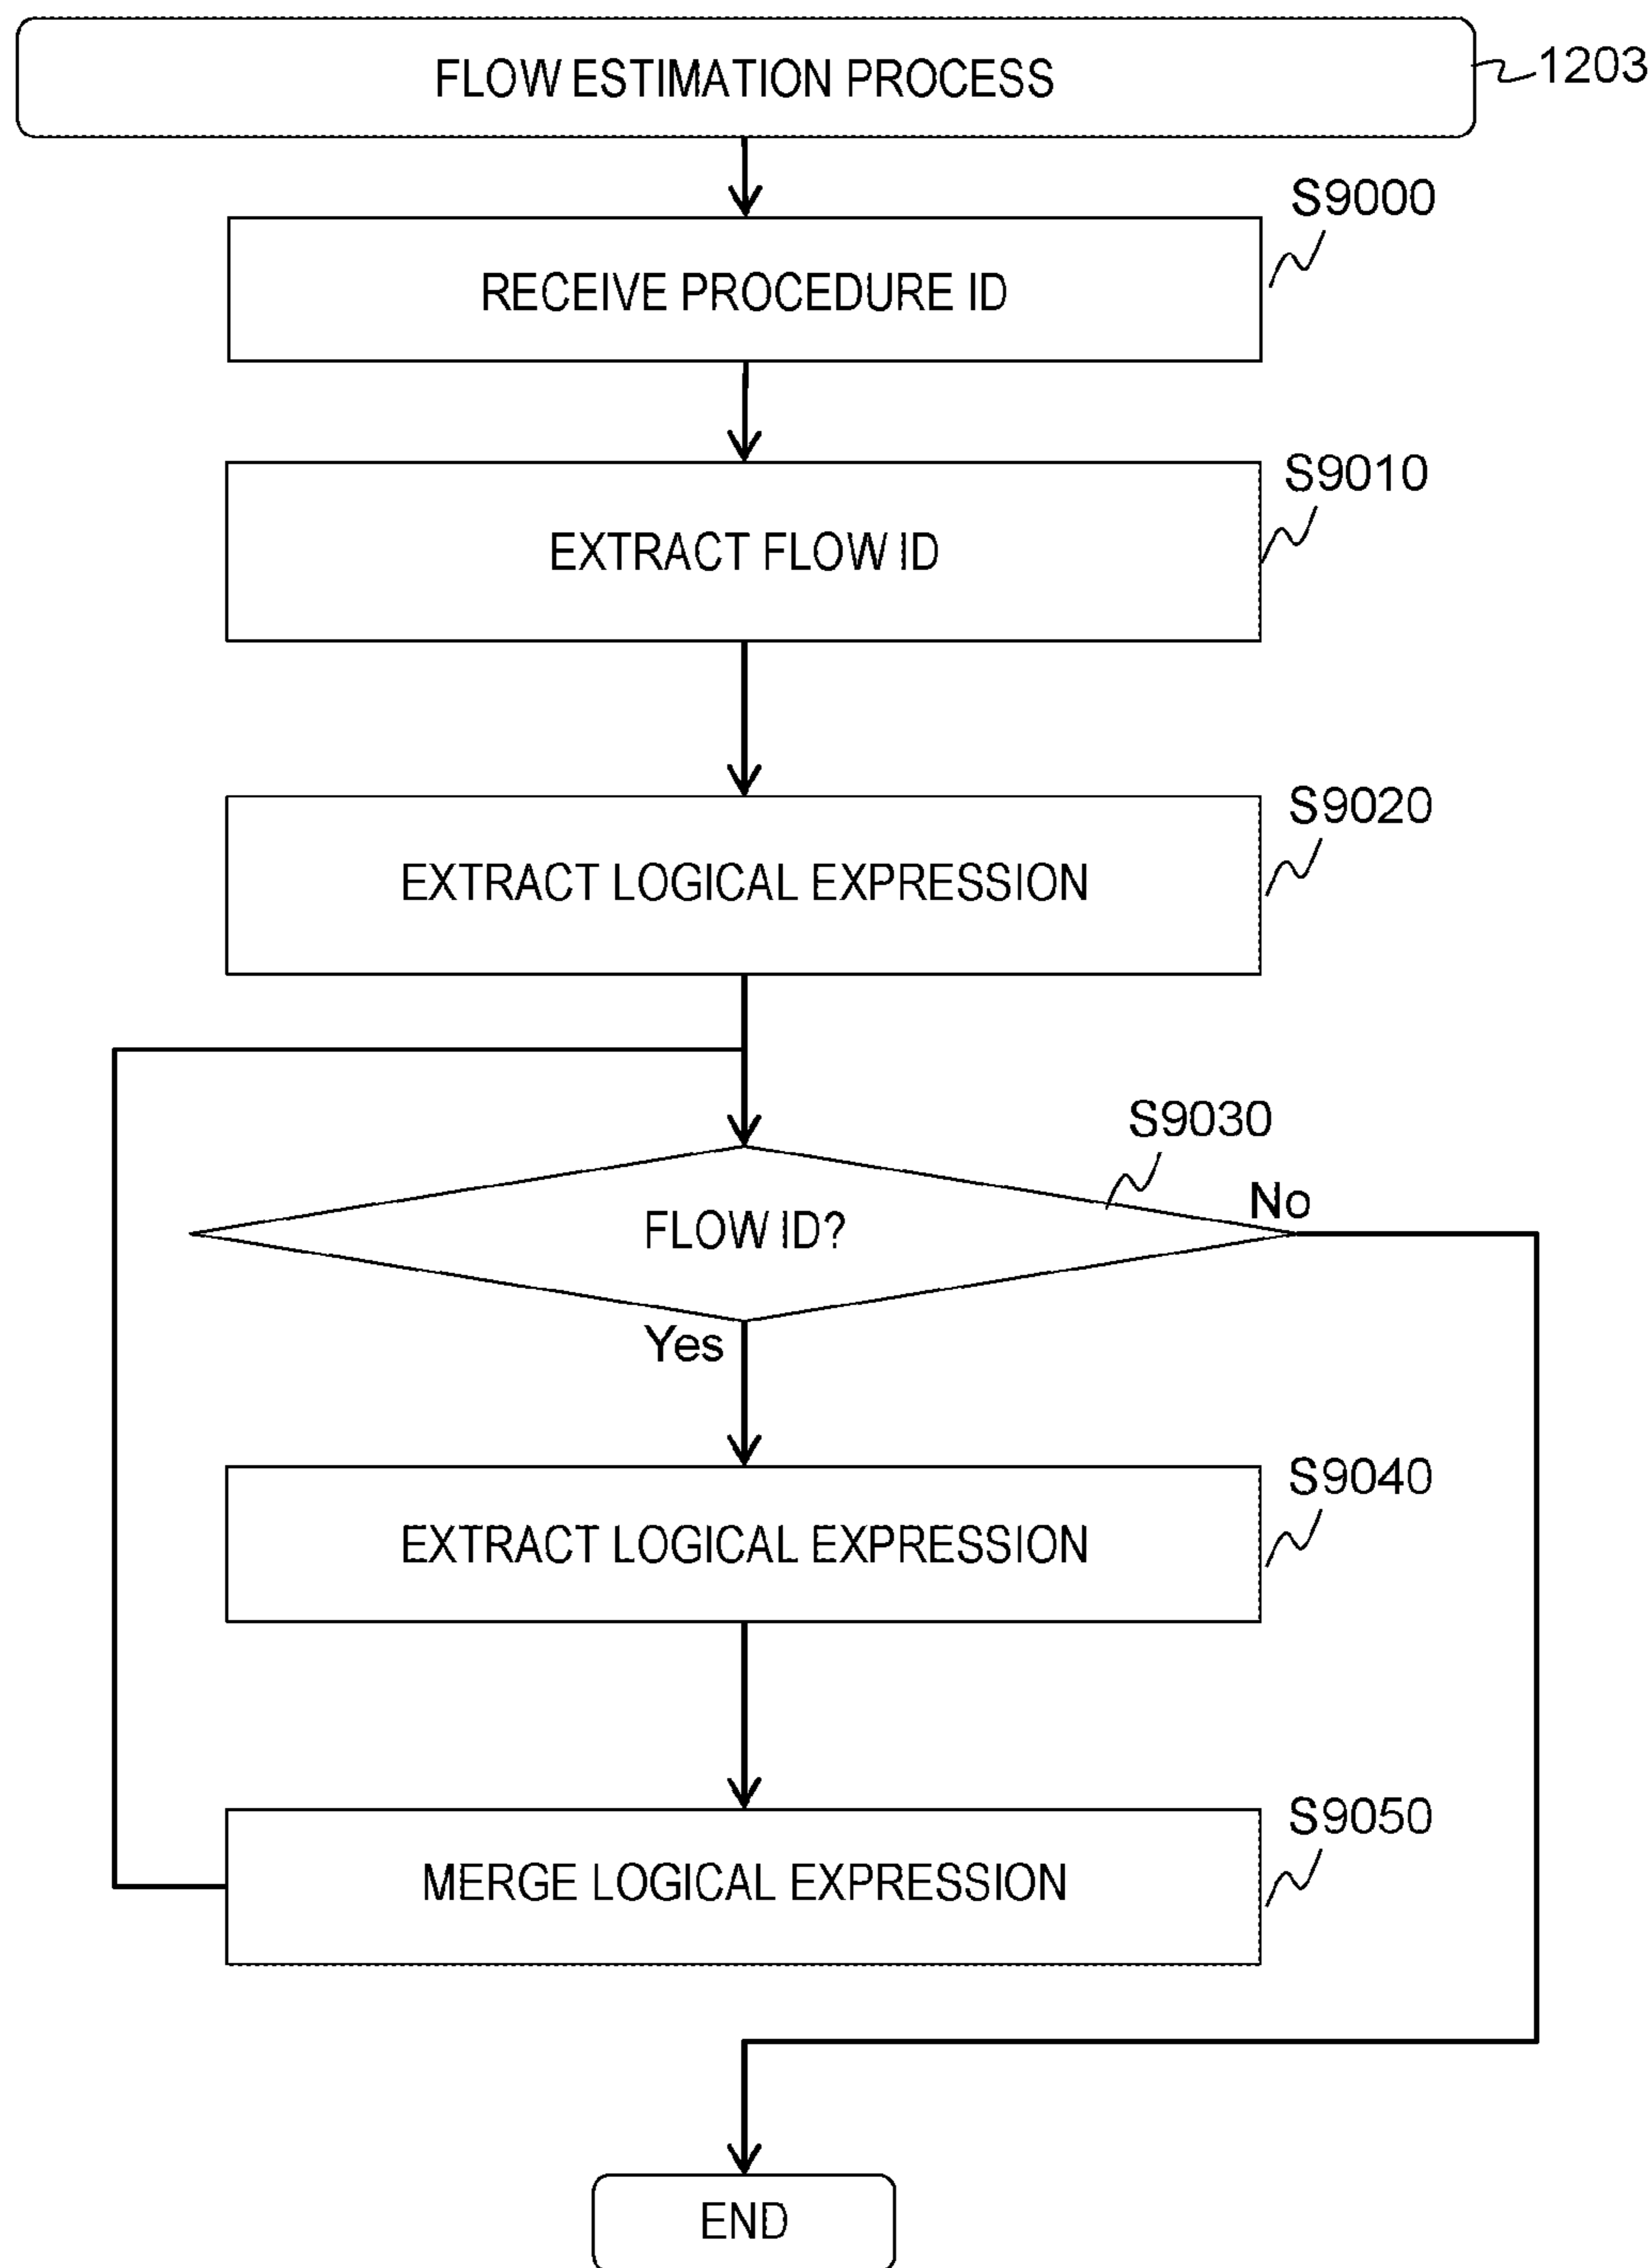 FLOW ESTIMATION PROCESS
1203
S9000
RECEIVE PROCEDURE ID
S9010
EXTRACT FLOW ID
S9020
EXTRACT LOGICAL EXPRESSION
S9030
No
FLOW ID?
Yes
S9040
EXTRACT LOGICAL EXPRESSION
S9050
MERGE LOGICAL EXPRESSION
END